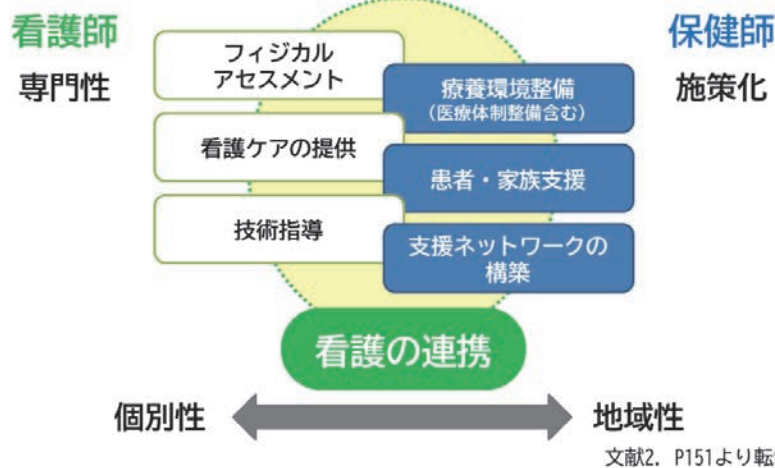 看護師
専門性
フィジカル
アセスメント
看護ケアの提供
技術指導
保健師
施策化
療養環境整備
（医療体制整備含む）
患者・家族支援
支援ネットワークの
構築
看護の連携
個別性
地域性
文献2．P151より転